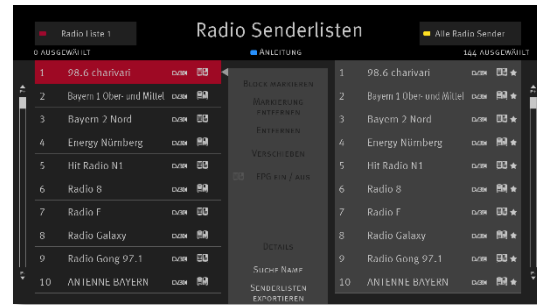 Radio Liste 1
Radio Senderlisten
Alle Radio Sender
0 AUSGEWÄHLT
ANLEITUNG
144 AUSGEWÄHLT
1 98.6 charivari
2 Bayern 1 Ober- und Mittel
3 Bayern 2 Nord
4 Energy Nürnberg
5 Hit Radio N1
6 Radio 8
7 Radio F
8 Radio Galaxy
9 Radio Gong 97.1
10 ANTENNE BAYERN
BLOCK MARKIEREN
MARKIERUNG
ENTFERNEN
ENTFERNEN
VERSCHIEBEN
EPG EIN / AUS
DETAILS
SUCHE NAME
SENDERLISTEN
EXPORTIEREN
1 98.6 charivari
2 Bayern 1 Ober- und Mittel
3 Bayern 2 Nord
4 Energy Nürnberg
5 Hit Radio N1
6 Radio 8
7 Radio F
8 Radio Galaxy
9 Radio Gong 97.1
10 ANTENNE BAYERN